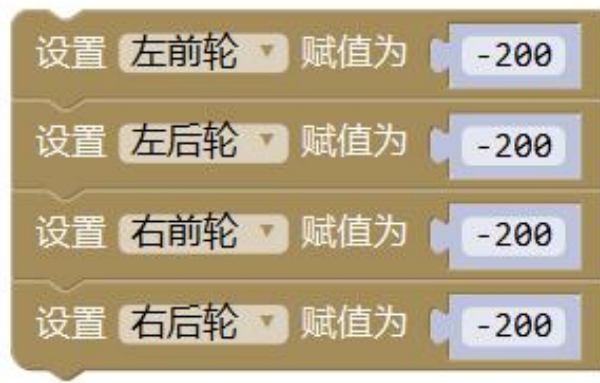 设置 左前轮 赋值为 -200
设置 左后轮 赋值为 -200
设置 右前轮 赋值为 -200
设置 右后轮 赋值为 -200